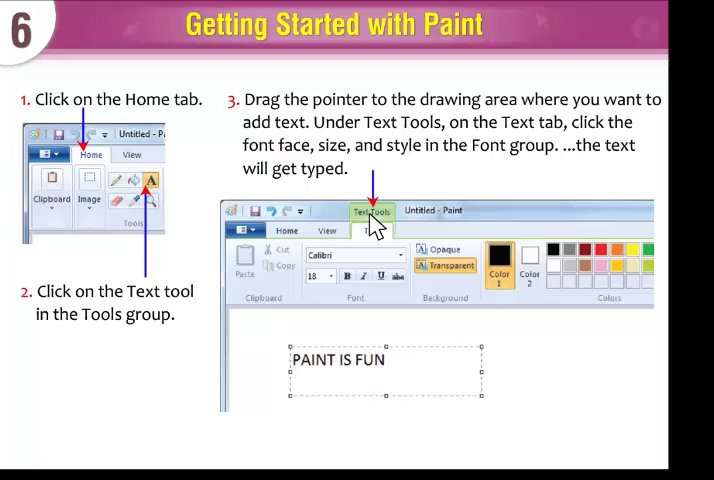 6
Getting Started with Paint
1. Click on the Home tab.
2. Click on the Text tool
in the Tools group.
3. Drag the pointer to the drawing area where you want to
add text. Under Text Tools, on the Text tab, click the
font face, size, and style in the Font group. ...the text
will get typed.
Untitled - Pa
Home View
Clipboard Image
A
Tools
Text Tools Untitled - Paint
Home View
Paste Cut Copy
Clipboard
Calibri
18 B I U abc
Font
Opaque
Transparent
Background
Color 1 Color 2
Colors
PAINT IS FUN